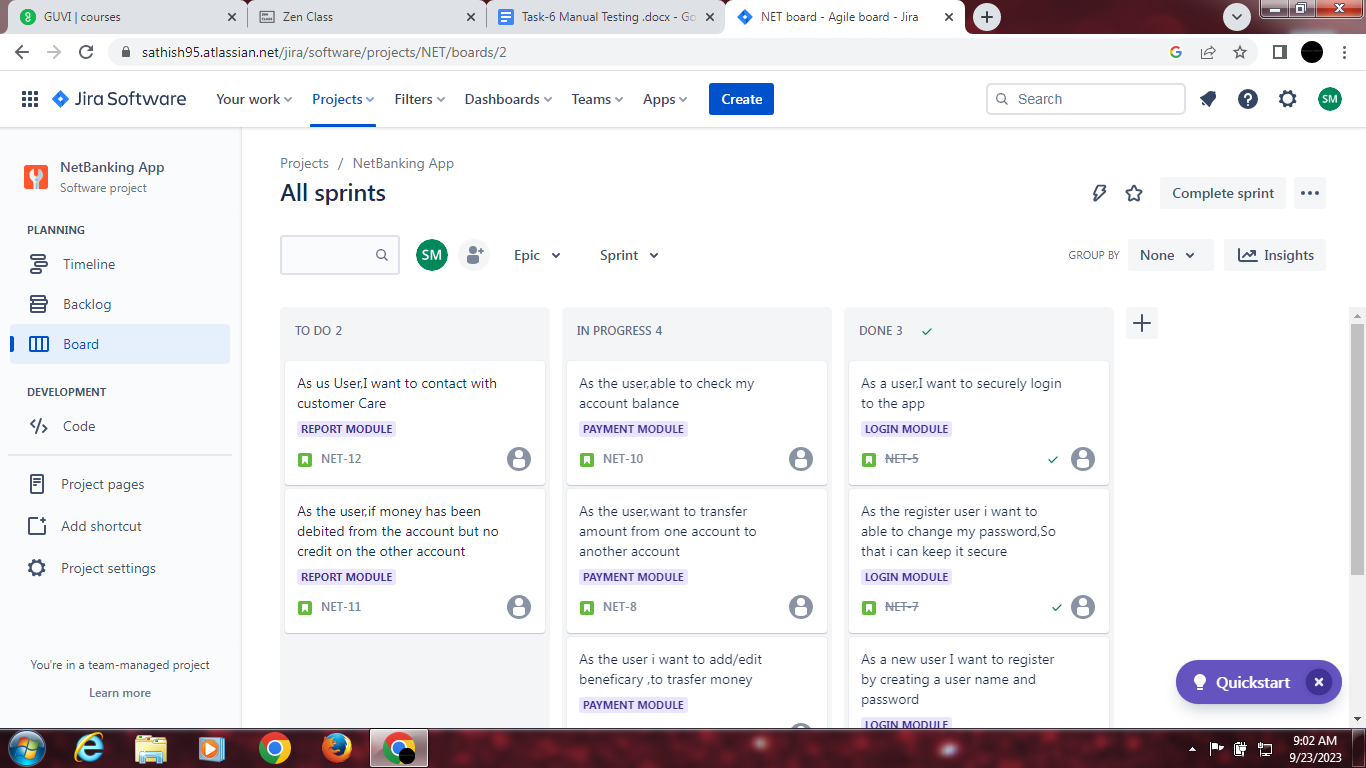 GUVI | courses
Zen Class
Task-6 Manual Testing .docx - Go
NET board - Agile board - Jira
sathish95.atlassian.net/jira/software/projects/NET/boards/2
Jira Software
Your work
Projects
Filters
Dashboards
Teams
Apps
Create
Search
SM
NetBanking App
Software project
PLANNING
Timeline
Backlog
Board
DEVELOPMENT
Code
Project pages
Add shortcut
Project settings
You're in a team-managed project
Learn more
Projects / NetBanking App
All sprints
Complete sprint
SM
Epic
Sprint
GROUP BY
None
Insights
TO DO 2
As us User,I want to contact with
customer Care
REPORT MODULE
NET-12
As the user,if money has been
debited from the account but no
credit on the other account
REPORT MODULE
NET-11
IN PROGRESS 4
As the user,able to check my
account balance
PAYMENT MODULE
NET-10
As the user,want to transfer
amount from one account to
another account
PAYMENT MODULE
NET-8
As the user i want to add/edit
beneficary ,to trasfer money
PAYMENT MODULE
DONE 3
As a user,I want to securely login
to the app
LOGIN MODULE
NET-5
As the register user i want to
able to change my password,So
that i can keep it secure
LOGIN MODULE
NET-7
As a new user I want to register
by creating a user name and
password
LOGIN MODULE
Quickstart
9:02 AM
9/23/2023